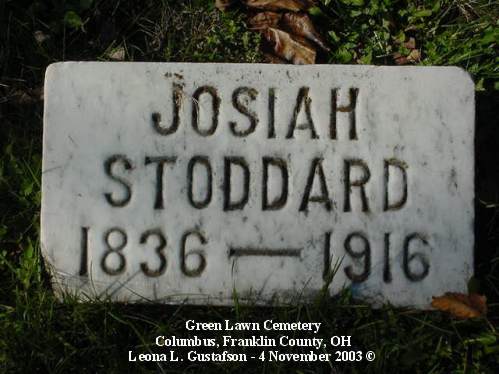 JOSIAH
STODDARD
1836 — 1916
Green Lawn Cemetery
Columbus, Franklin County, OH
Leona L. Gustafson - 4 November 2003 ©